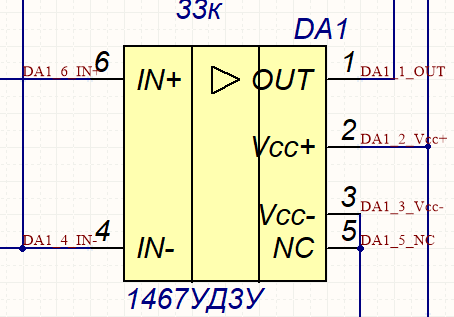 33к
DA1
DA1_6_IN+ 6 IN+ OUT 1 DA1_1_OUT
Vcc+ 2 DA1_2_Vcc+
Vcc- 3 DA1_3_Vcc-
DA1_4_IN- 4 IN- NC 5 DA1_5_NC
1467УД3У